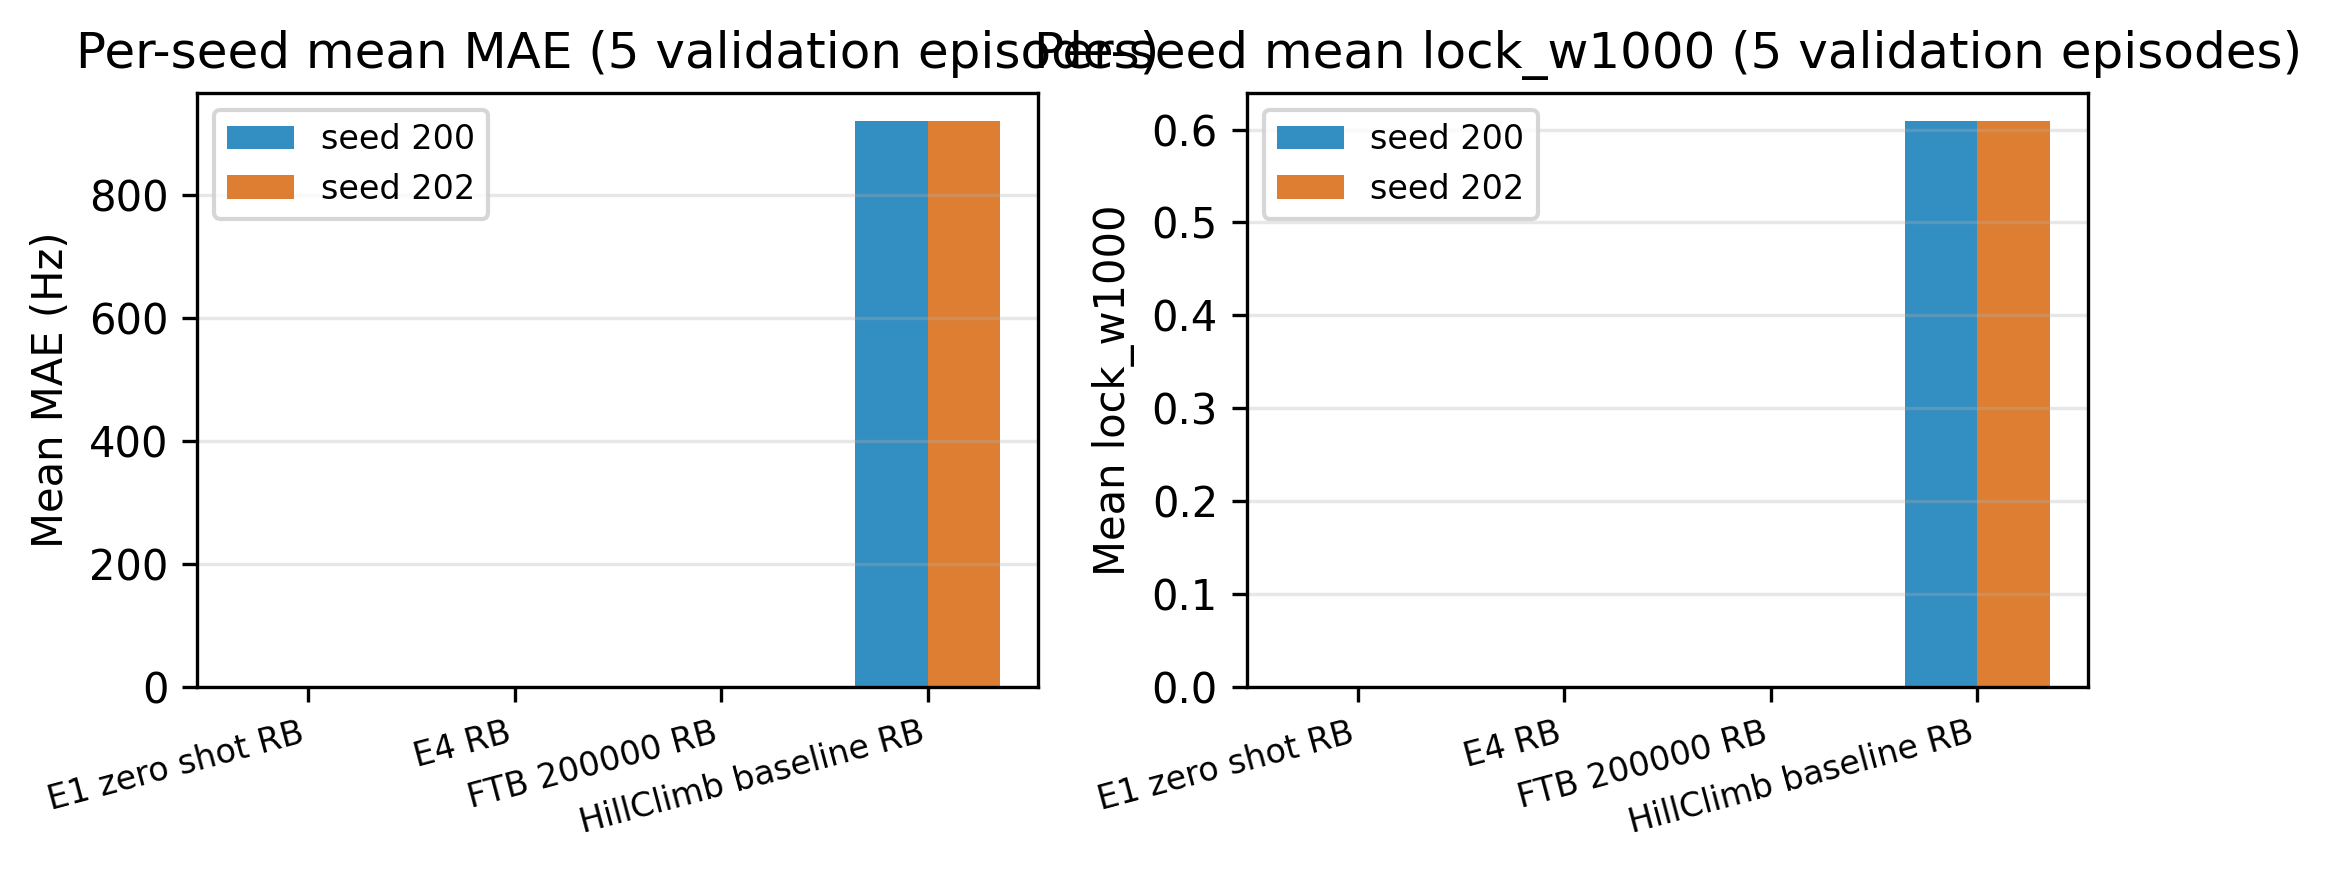 Per-seed mean MAE (5 validation episodes)
seed 200
seed 202
Mean MAE (Hz)
800
600
400
200
0
E1 zero shot RB
E4 RB
FTB 200000 RB
HillClimb baseline RB
Per-seed mean lock_w1000 (5 validation episodes)
seed 200
seed 202
Mean lock_w1000
0.6
0.5
0.4
0.3
0.2
0.1
0.0
E1 zero shot RB
E4 RB
FTB 200000 RB
HillClimb baseline RB